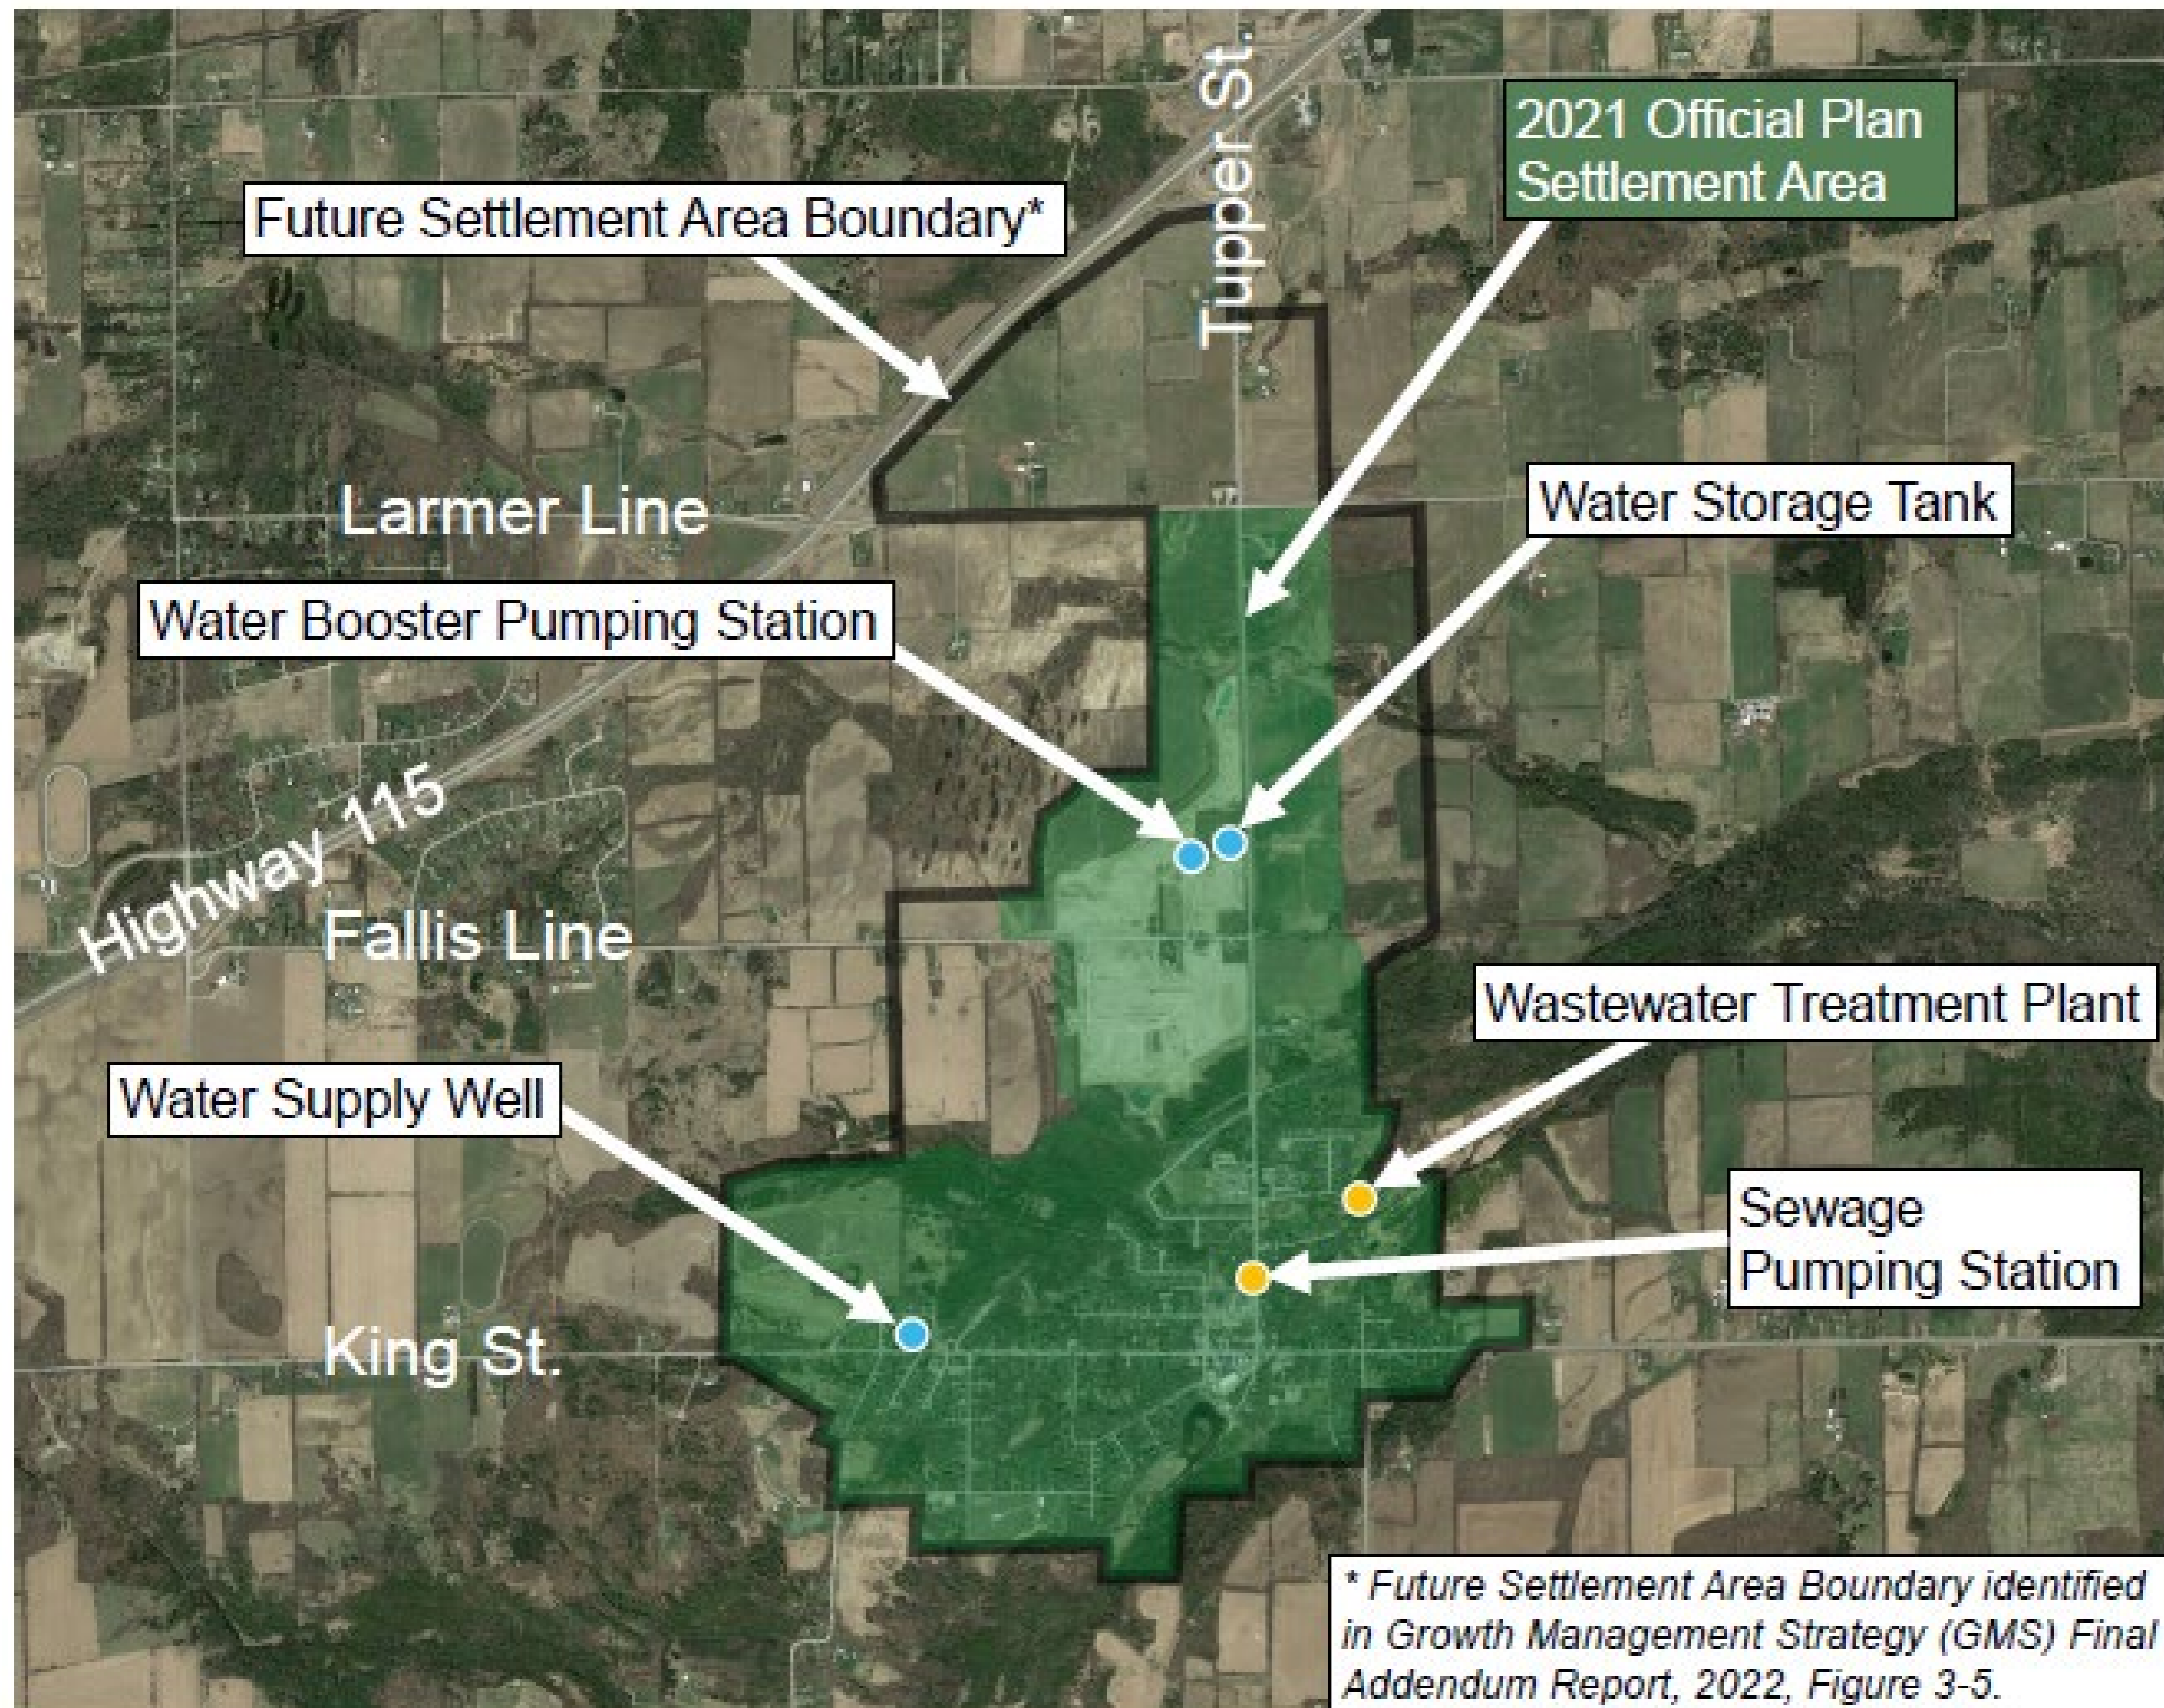 Tupper St.
2021 Official Plan
Settlement Area
Future Settlement Area Boundary*
Larmer Line
Water Storage Tank
Water Booster Pumping Station
Highway 115
Fallis Line
Wastewater Treatment Plant
Water Supply Well
Sewage
Pumping Station
King St.
* Future Settlement Area Boundary identified
in Growth Management Strategy (GMS) Final
Addendum Report, 2022, Figure 3-5.